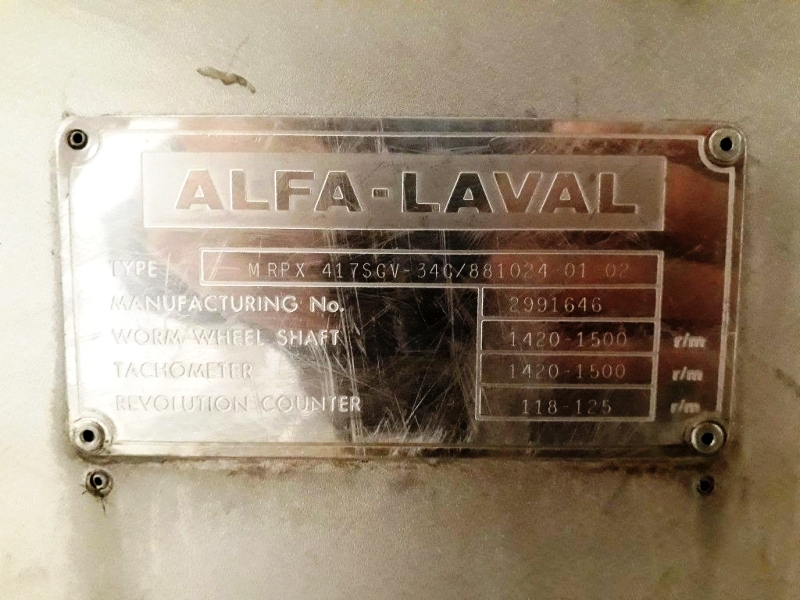 ALFA-LAVAL
TYPE MRPX 417SGV-34C/881024-01-02
MANUFACTURING No. 2991646
WORM WHEEL SHAFT 1420-1500 r/m
TACHOMETER 1420-1500 r/m
REVOLUTION COUNTER 118-125 r/m